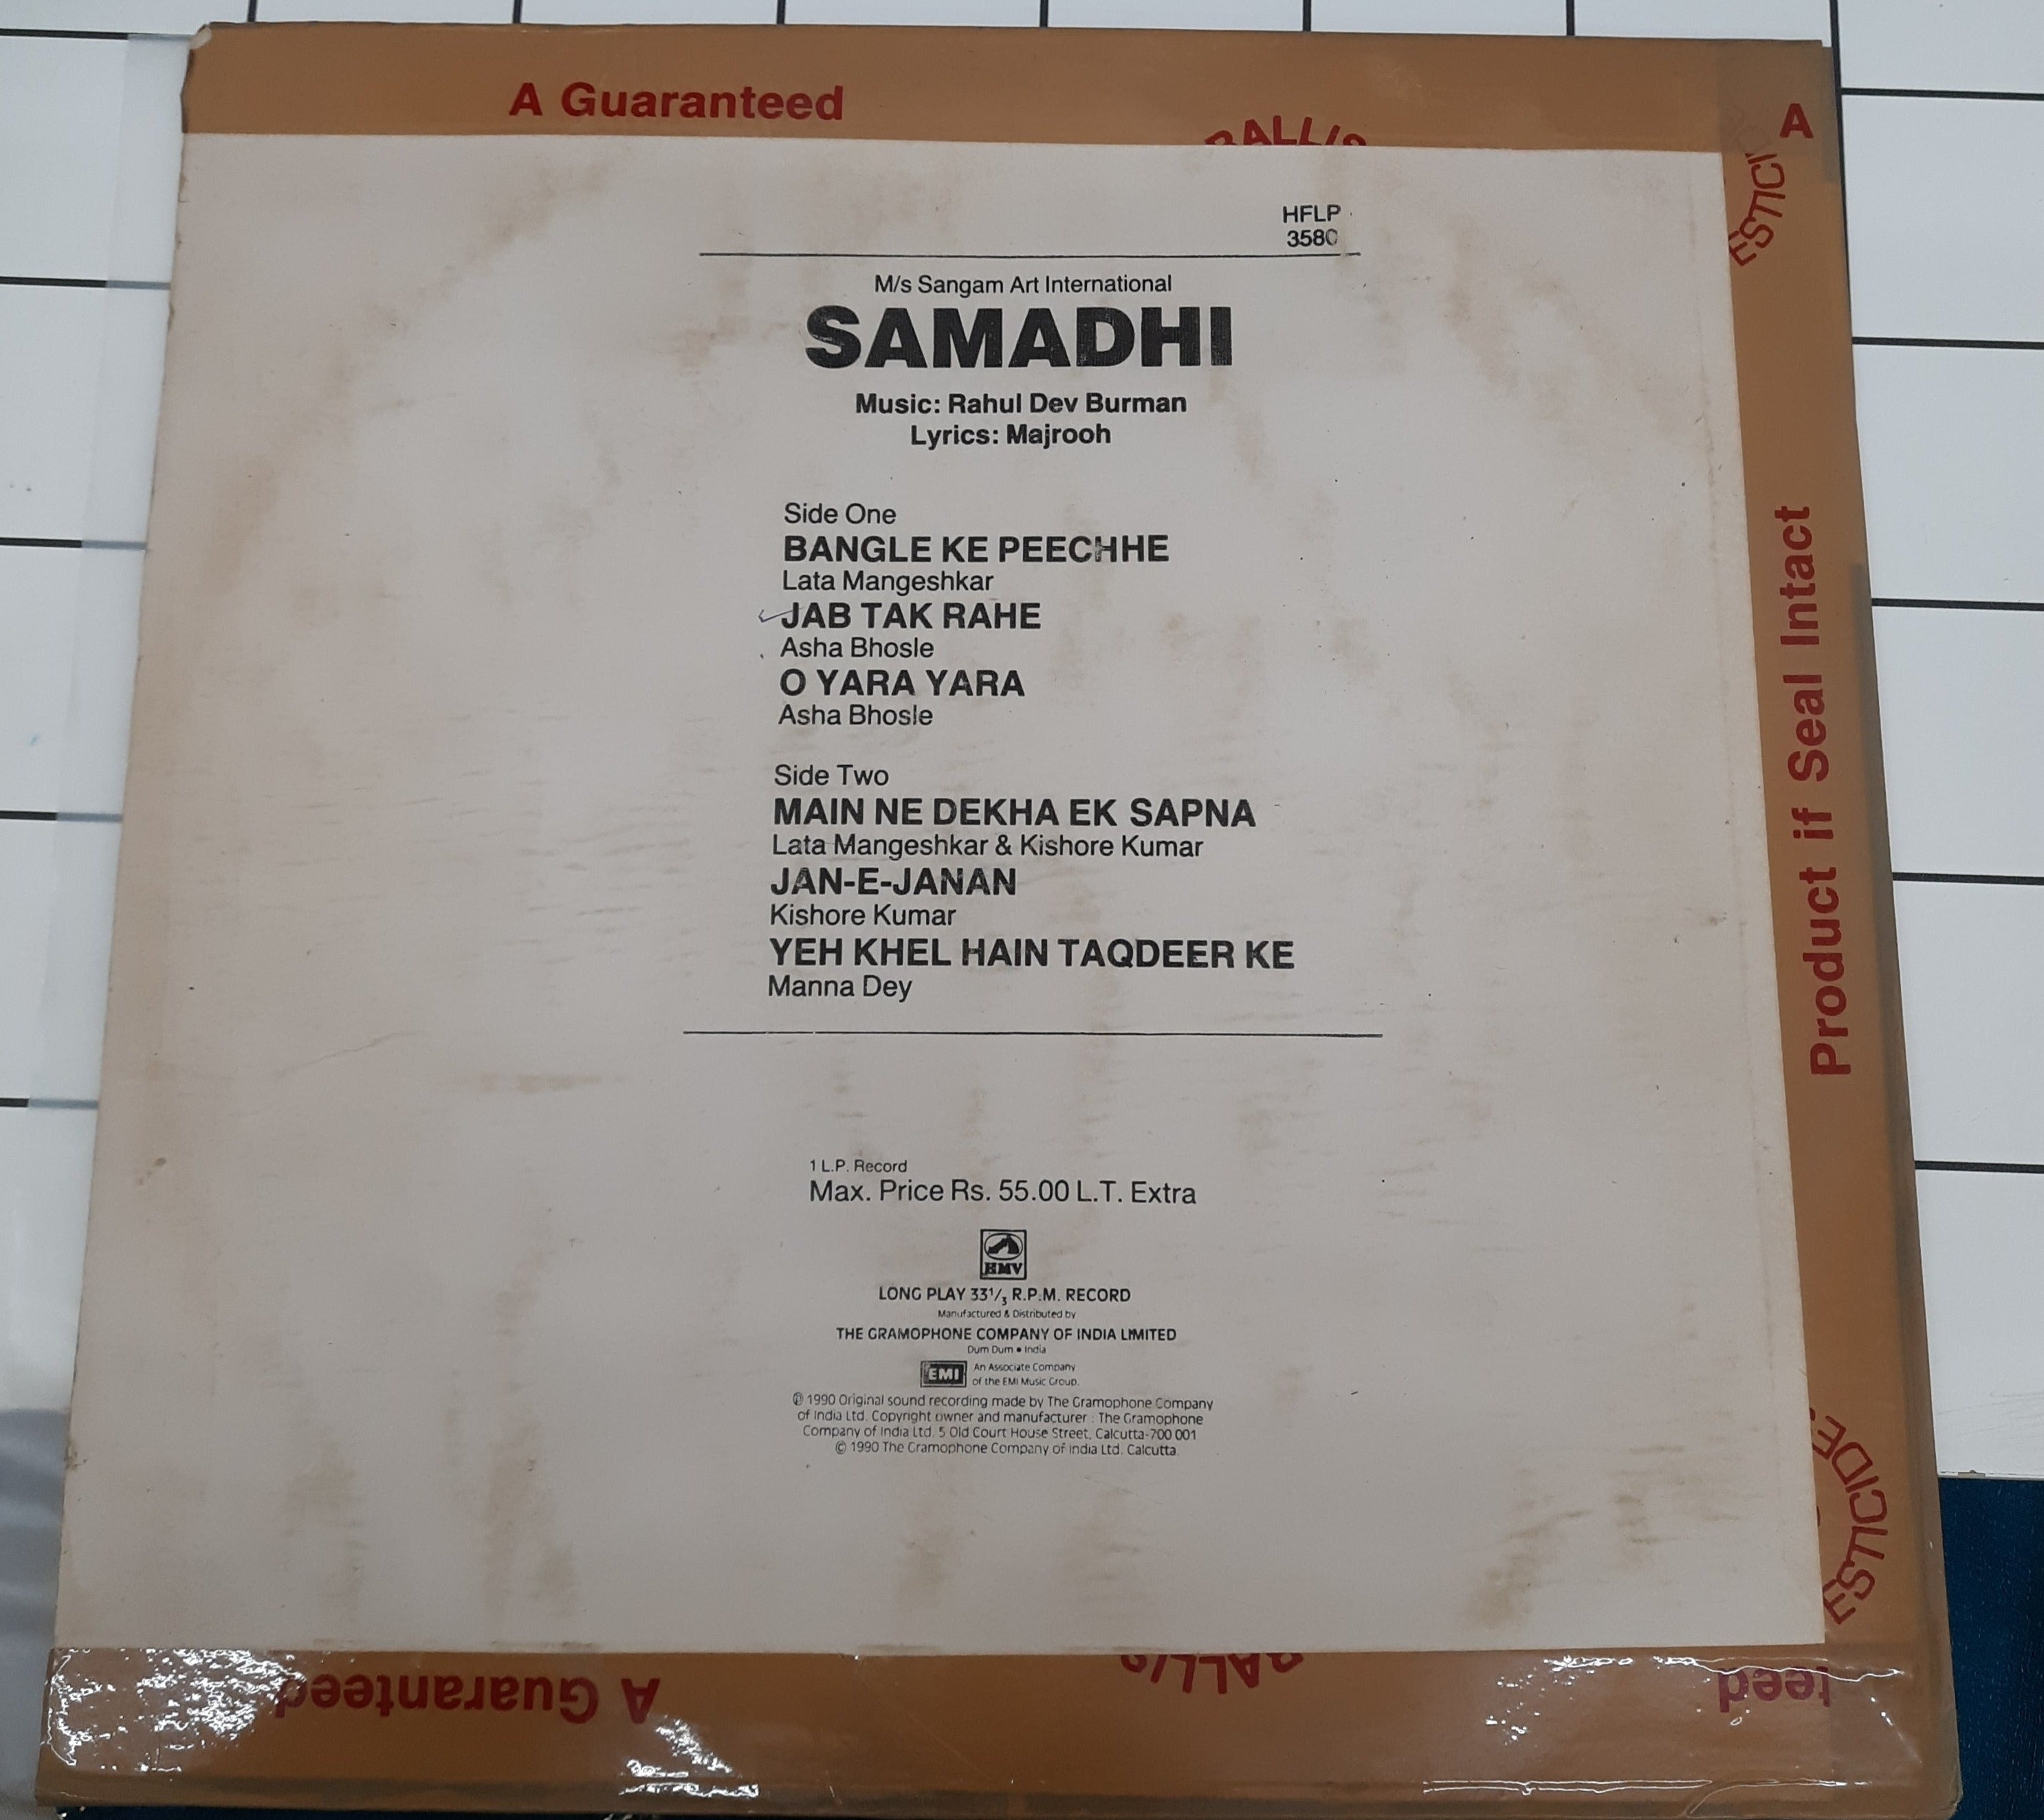 A Guaranteed
A
BALLIS
ESTICI
HFLP
3580
M/s Sangam Art International
SAMADHI
Music: Rahul Dev Burman
Lyrics: Majrooh
Side One
BANGLE KE PEECHHE
Lata Mangeshkar
JAB TAK RAHE
Asha Bhosle
O YARA YARA
Asha Bhosle
Side Two
MAIN NE DEKHA EK SAPNA
Lata Mangeshkar & Kishore Kumar
JAN-E-JANAN
Kishore Kumar
YEH KHEL HAIN TAQDEER KE
Manna Dey
Product if Seal Intact
1 L.P. Record
Max. Price Rs. 55.00 L.T. Extra
HMV
LONG PLAY 33⅓ R.P.M. RECORD
Manufactured & Distributed by
THE GRAMOPHONE COMPANY OF INDIA LIMITED
Dum Dum • India
EMI
An Associate Company
of the EMI Music Group.
℗ 1990 Original sound recording made by The Gramophone Company
of India Ltd. Copyright owner and manufacturer : The Gramophone
Company of India Ltd. 5 Old Court House Street, Calcutta-700 001
© 1990 The Gramophone Company of India Ltd. Calcutta.
ESTICIDE
A Guaranteed
BALLIS
teed